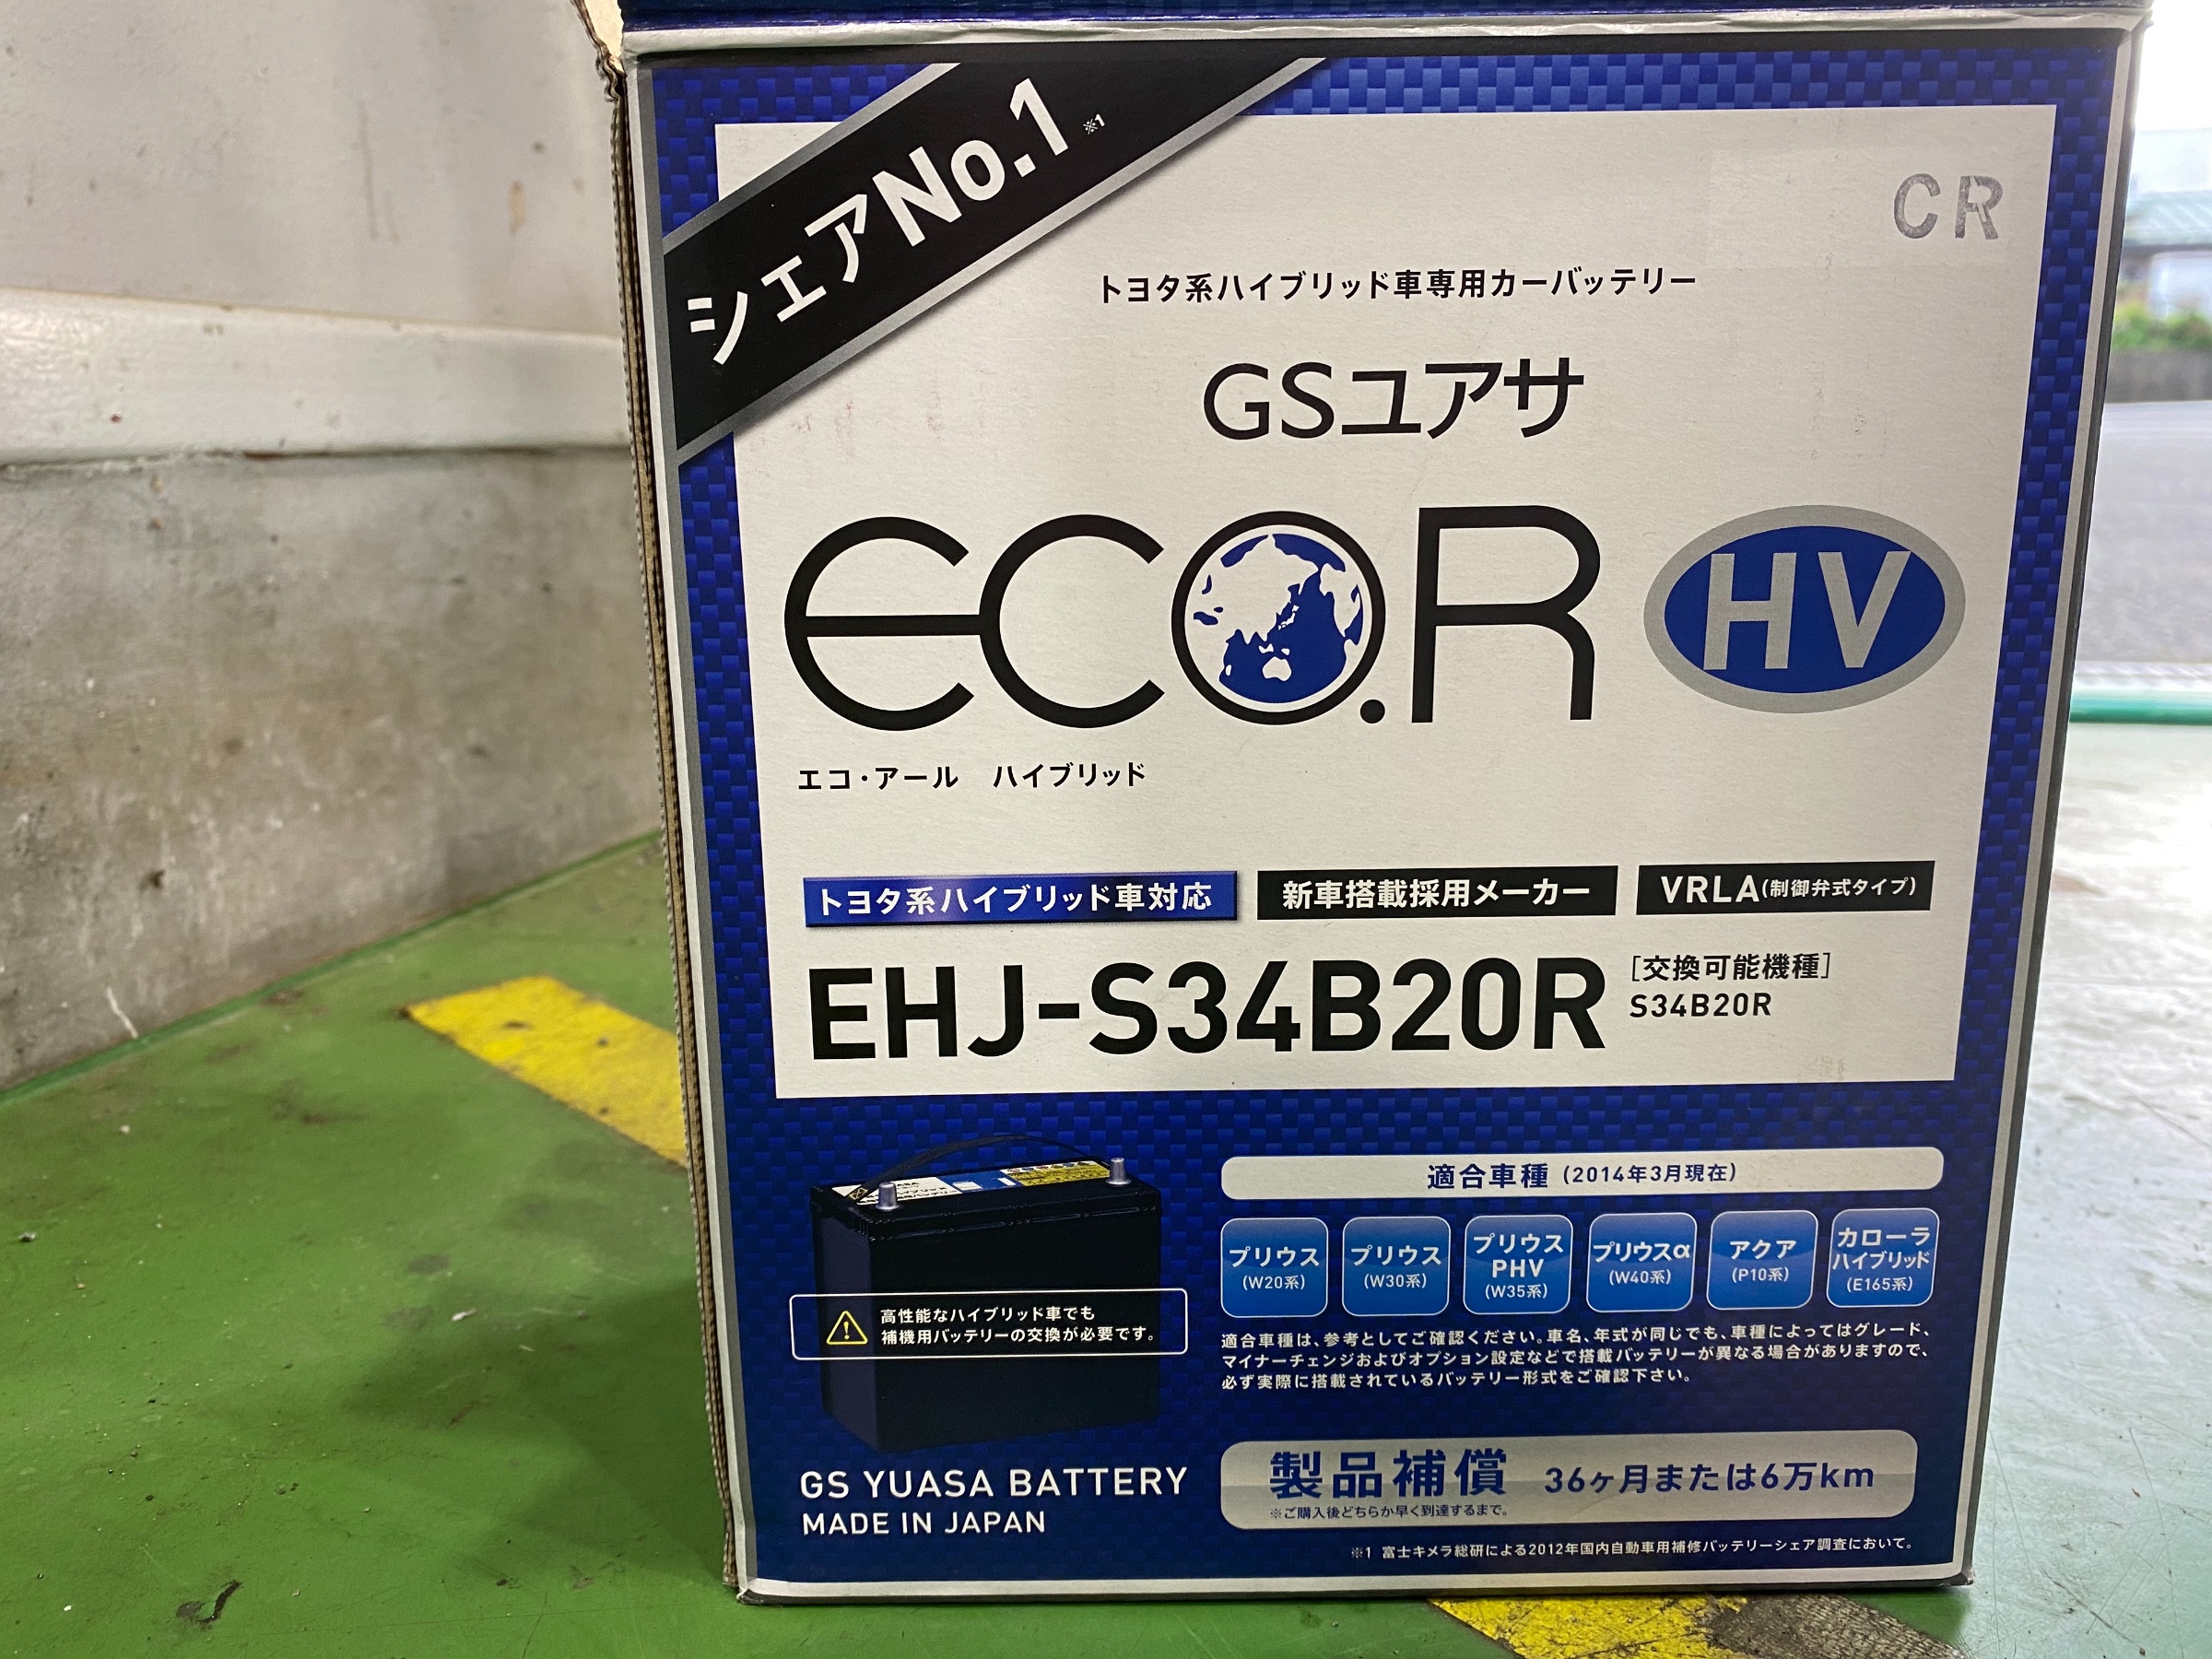 シェアNo.1 ※1
CR
トヨタ系ハイブリッド車専用カーバッテリー
GSユアサ
eco.R HV
エコ・アール ハイブリッド
トヨタ系ハイブリッド車対応
新車搭載採用メーカー
VRLA(制御弁式タイプ)
EHJ-S34B20R
[交換可能機種]
S34B20R
適合車種 (2014年3月現在)
プリウス
(W20系)
プリウス
(W30系)
プリウス
PHV
(W35系)
プリウスα
(W40系)
アクア
(P10系)
カローラ
ハイブリッド
(E165系)
高性能なハイブリッド車でも
補機用バッテリーの交換が必要です。
適合車種は、参考としてご確認ください。車名、年式が同じでも、車種によってはグレード、
マイナーチェンジおよびオプション設定などで搭載バッテリーが異なる場合がありますので、
必ず実際に搭載されているバッテリー形式をご確認下さい。
GS YUASA BATTERY
MADE IN JAPAN
製品補償 36ヶ月または6万km
※ご購入後どちらか早く到達するまで。
※1 富士キメラ総研による2012年国内自動車用補修バッテリーシェア調査において。